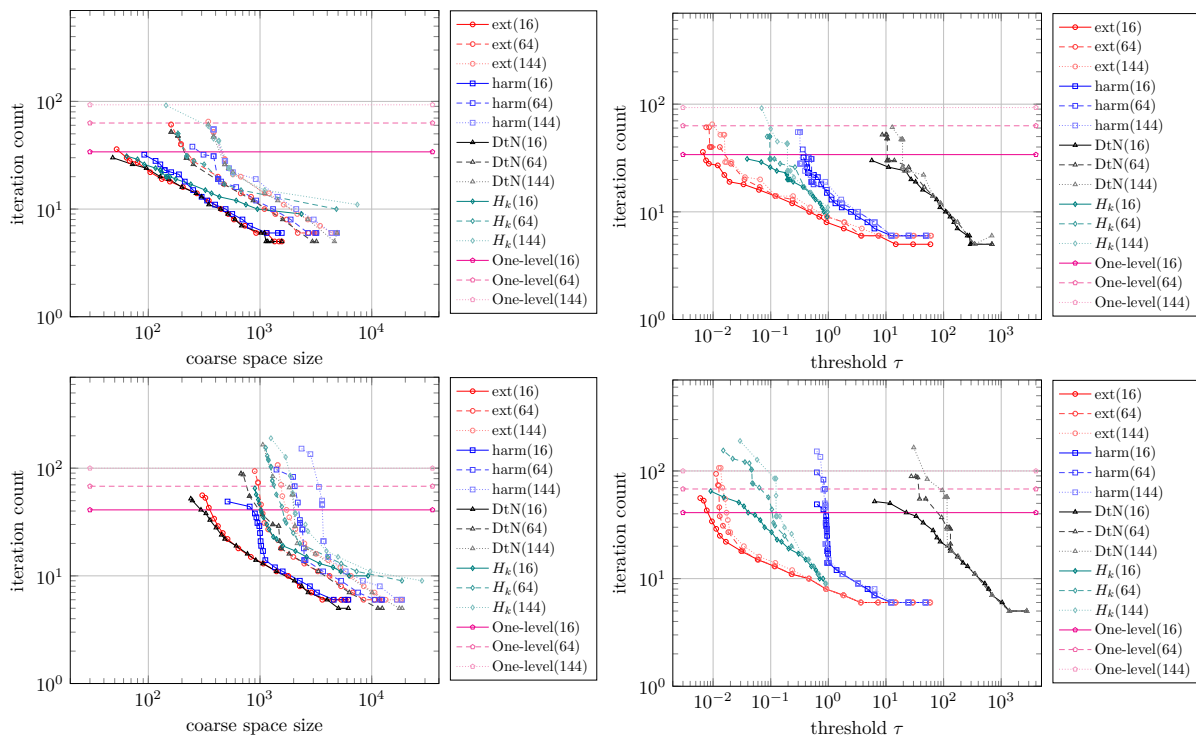 iteration count
10^2
10^1
10^0
10^2
10^3
10^4
coarse space size
ext(16)
ext(64)
ext(144)
harm(16)
harm(64)
harm(144)
DtN(16)
DtN(64)
DtN(144)
H_k(16)
H_k(64)
H_k(144)
One-level(16)
One-level(64)
One-level(144)
iteration count
10^2
10^1
10^0
10^−2
10^−1
10^0
10^1
10^2
10^3
threshold τ
ext(16)
ext(64)
ext(144)
harm(16)
harm(64)
harm(144)
DtN(16)
DtN(64)
DtN(144)
H_k(16)
H_k(64)
H_k(144)
One-level(16)
One-level(64)
One-level(144)
iteration count
10^2
10^1
10^0
10^2
10^3
10^4
coarse space size
ext(16)
ext(64)
ext(144)
harm(16)
harm(64)
harm(144)
DtN(16)
DtN(64)
DtN(144)
H_k(16)
H_k(64)
H_k(144)
One-level(16)
One-level(64)
One-level(144)
iteration count
10^2
10^1
10^0
10^−2
10^−1
10^0
10^1
10^2
10^3
threshold τ
ext(16)
ext(64)
ext(144)
harm(16)
harm(64)
harm(144)
DtN(16)
DtN(64)
DtN(144)
H_k(16)
H_k(64)
H_k(144)
One-level(16)
One-level(64)
One-level(144)